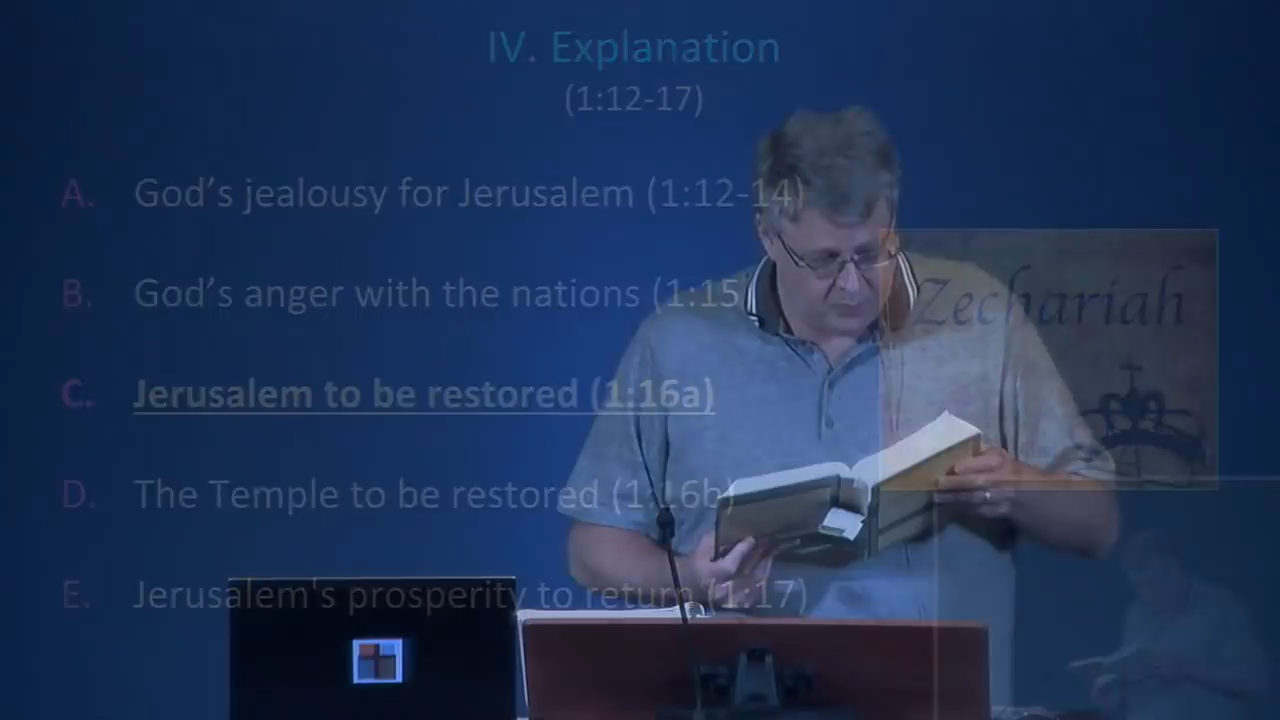 IV. Explanation
(1:12-17)
A. God's jealousy for Jerusalem (1:12-14)
B. God's anger with the nations (1:15)
C. Jerusalem to be restored (1:16a)
D. The Temple to be restored (1:16b)
E. Jerusalem's prosperity to return (1:17)
Zechariah